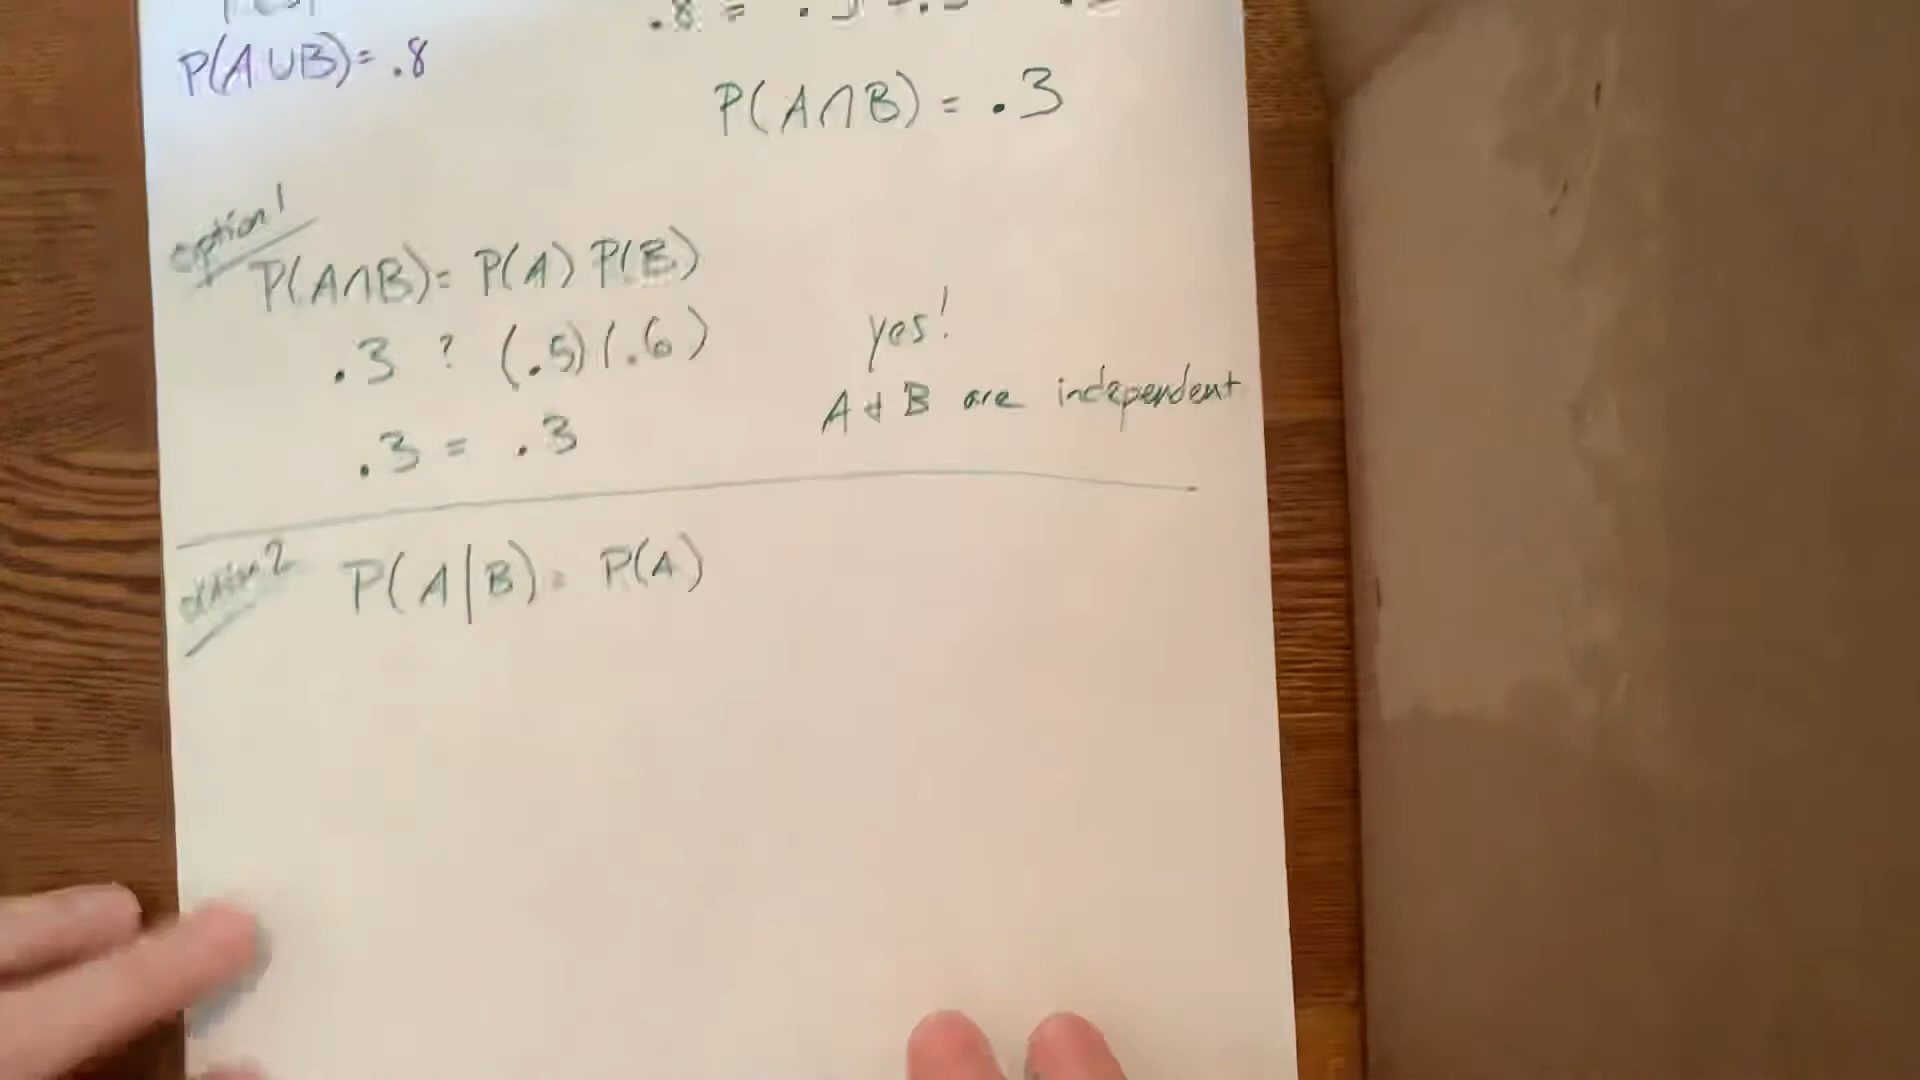 P(A∪B)= .8
P(A∩B) = .3
option 1
P(A∩B)= P(A) P(B)
.3 ? (.5)(.6)
.3 = .3
yes!
A & B are independent
option 2
P(A|B)= P(A)